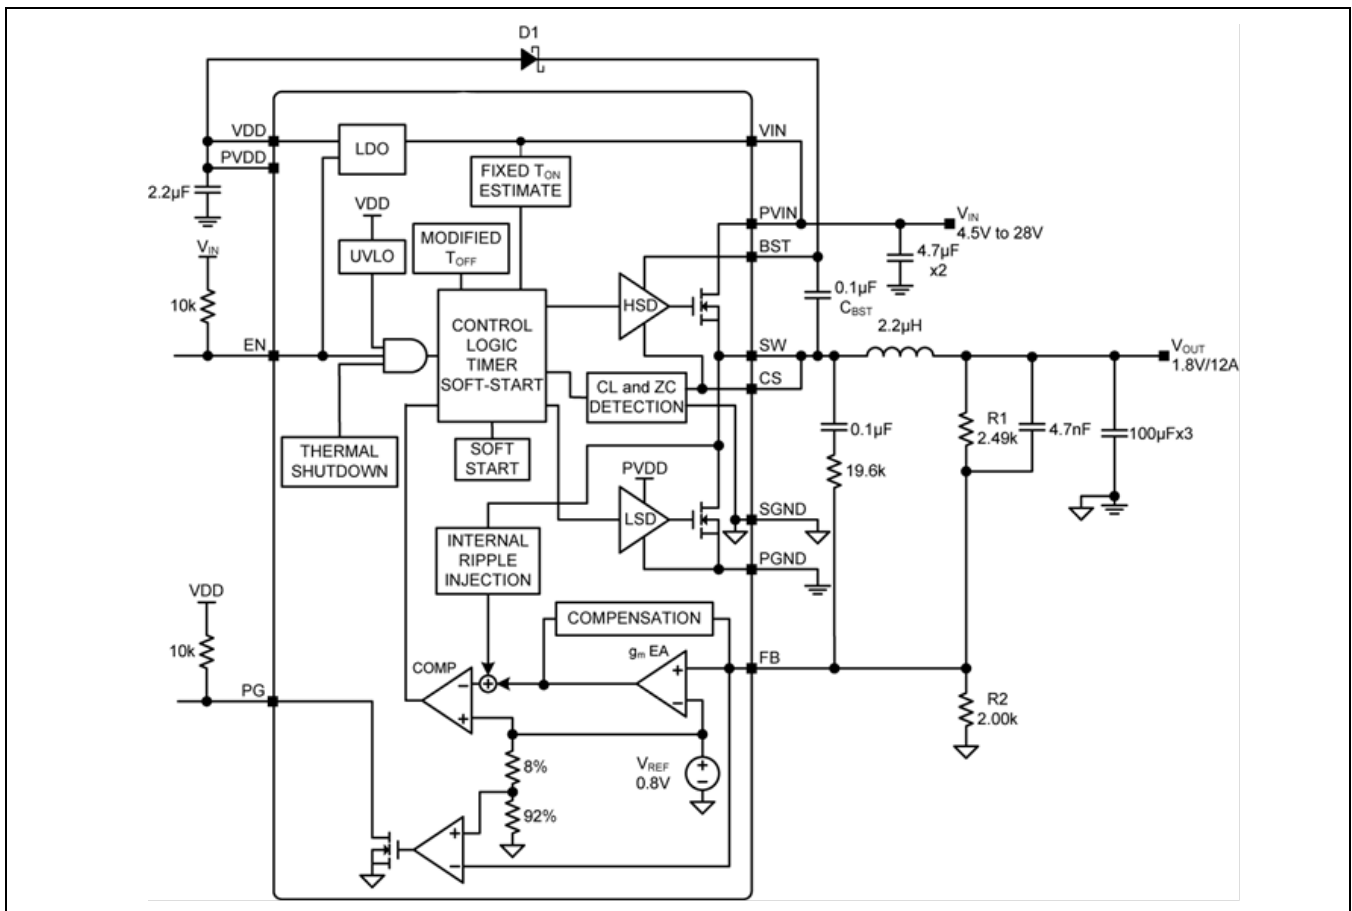 D1
VDD
LDO
VIN
PVDD
FIXED TON
ESTIMATE
2.2µF
VDD
PVIN
VIN
4.5V to 28V
MODIFIED
TOFF
BST
VIN
UVLO
4.7µF
x2
10k
HSD
0.1µF
CBST
CONTROL
LOGIC
TIMER
SOFT-START
2.2µH
EN
SW
VOUT
1.8V/12A
CS
CL and ZC
DETECTION
R1
2.49k
4.7nF
100µFx3
0.1µF
THERMAL
SHUTDOWN
SOFT
START
19.6k
PVDD
LSD
SGND
INTERNAL
RIPPLE
INJECTION
PGND
VDD
COMPENSATION
10k
gm EA
COMP
FB
+
−
+
−
+
PG
R2
2.00k
VREF
0.8V
+
−
8%
92%
+
−